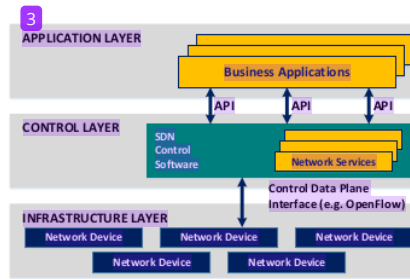 3
APPLICATION LAYER
Business Applications
API
API
API
CONTROL LAYER
SDN
Control
Software
Network Services
Control Data Plane
Interface (e.g. OpenFlow)
INFRASTRUCTURE LAYER
Network Device
Network Device
Network Device
Network Device
Network Device